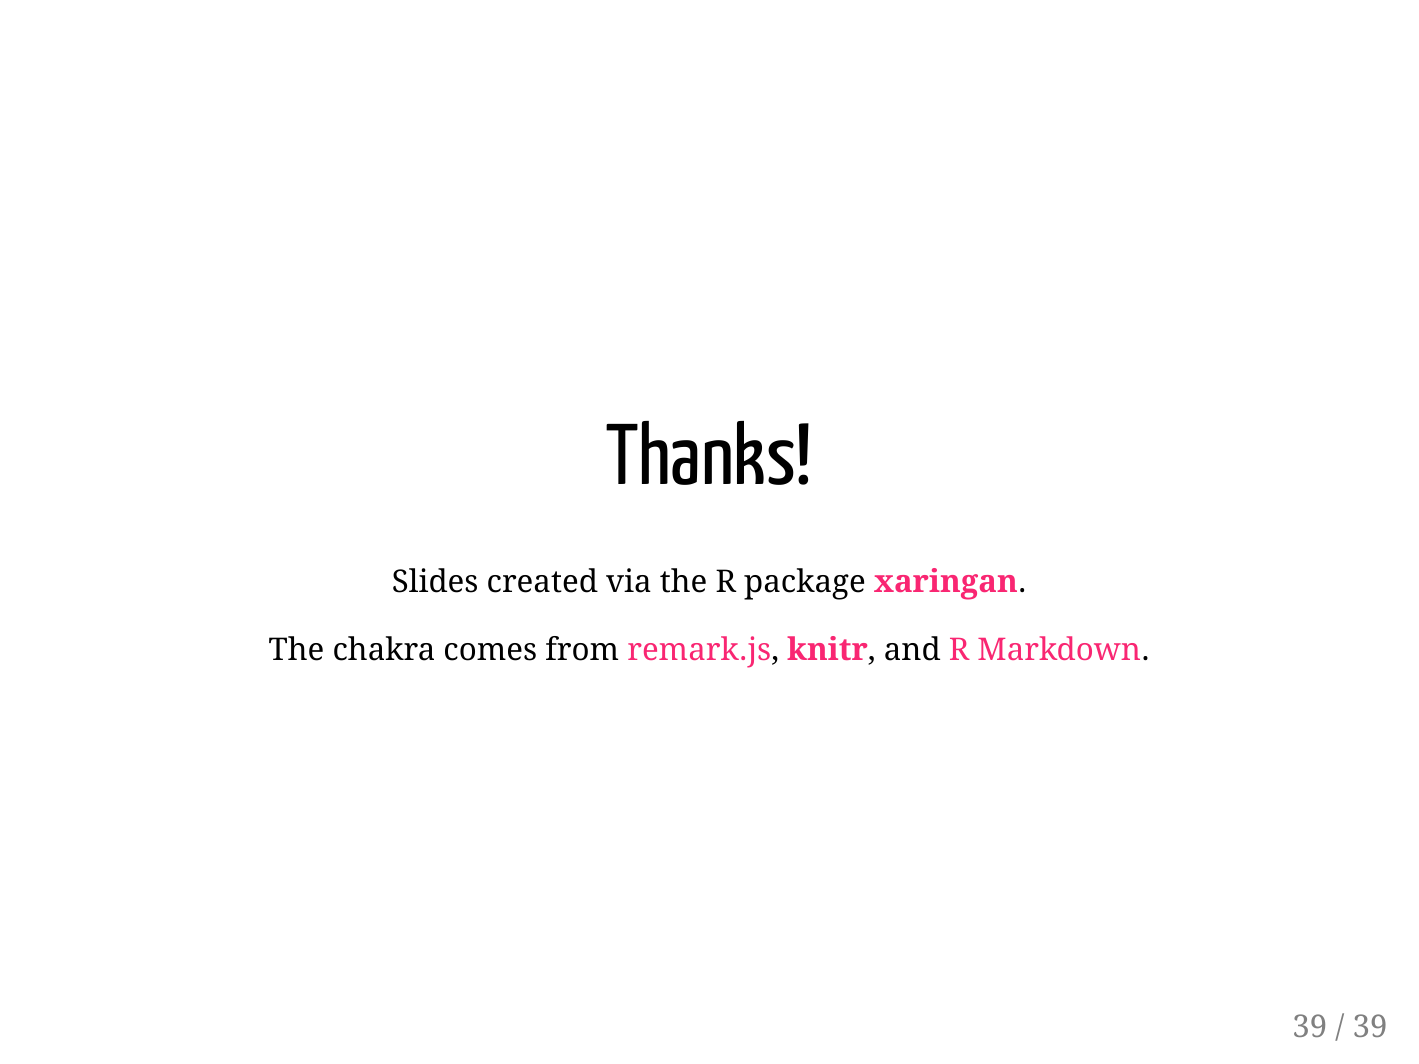 Thanks!
Slides created via the R package xaringan.
The chakra comes from remark.js, knitr, and R Markdown.
39 / 39